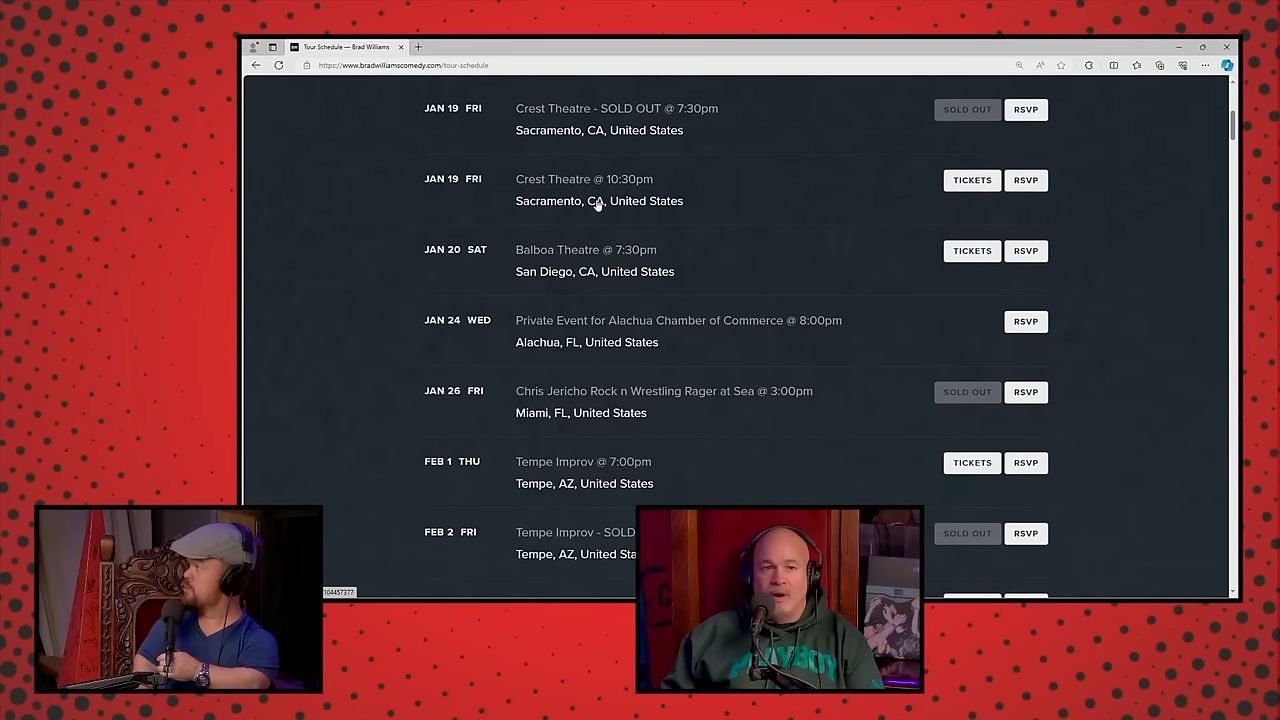 Tour Schedule — Brad Williams
https://www.bradwilliamscomedy.com/tour-schedule
JAN 19 FRI
Crest Theatre - SOLD OUT @ 7:30pm
Sacramento, CA, United States
SOLD OUT
RSVP
JAN 19 FRI
Crest Theatre @ 10:30pm
Sacramento, CA, United States
TICKETS
RSVP
JAN 20 SAT
Balboa Theatre @ 7:30pm
San Diego, CA, United States
TICKETS
RSVP
JAN 24 WED
Private Event for Alachua Chamber of Commerce @ 8:00pm
Alachua, FL, United States
RSVP
JAN 26 FRI
Chris Jericho Rock n Wrestling Rager at Sea @ 3:00pm
Miami, FL, United States
SOLD OUT
RSVP
FEB 1 THU
Tempe Improv @ 7:00pm
Tempe, AZ, United States
TICKETS
RSVP
FEB 2 FRI
Tempe Improv - SOLD
Tempe, AZ, United Sta
SOLD OUT
RSVP
104457377
PLAYBOY